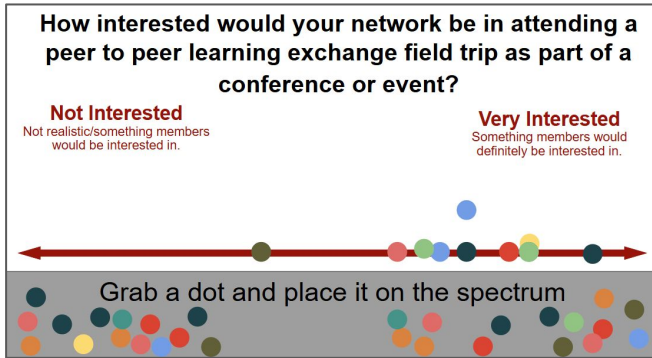 How interested would your network be in attending a
peer to peer learning exchange field trip as part of a
conference or event?
Not Interested
Not realistic/something members
would be interested in.
Very Interested
Something members would
definitely be interested in.
Grab a dot and place it on the spectrum